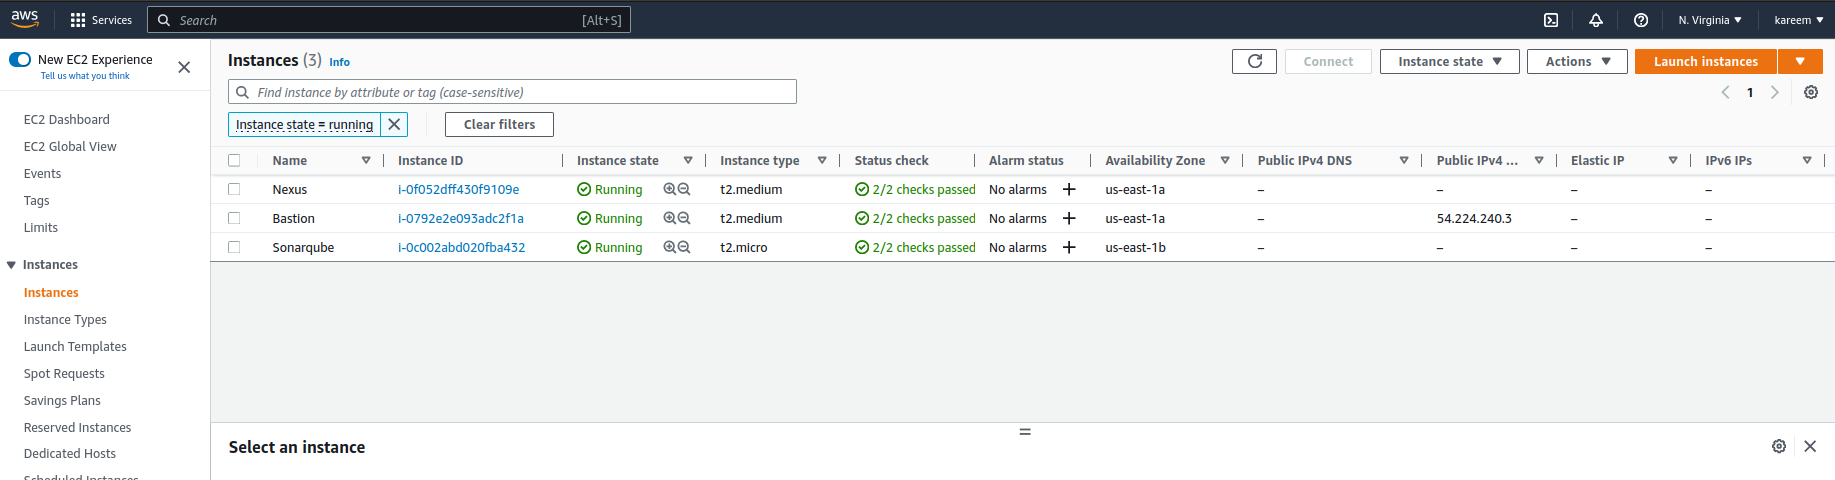 aws Services Search [Alt+S] N. Virginia kareem
New EC2 Experience
Tell us what you think
EC2 Dashboard
EC2 Global View
Events
Tags
Limits
Instances
Instances
Instance Types
Launch Templates
Spot Requests
Savings Plans
Reserved Instances
Dedicated Hosts
Scheduled Instances
Instances (3) Info Connect Instance state Actions Launch instances
Find instance by attribute or tag (case-sensitive) 1
Instance state = running Clear filters
Name Instance ID Instance state Instance type Status check Alarm status Availability Zone Public IPv4 DNS Public IPv4 ... Elastic IP IPv6 IPs
Nexus i-0f052dff430f9109e Running t2.medium 2/2 checks passed No alarms + us-east-1a – – – –
Bastion i-0792e2e093adc2f1a Running t2.medium 2/2 checks passed No alarms + us-east-1a – 54.224.240.3 – –
Sonarqube i-0c002abd020fba432 Running t2.micro 2/2 checks passed No alarms + us-east-1b – – – –
Select an instance